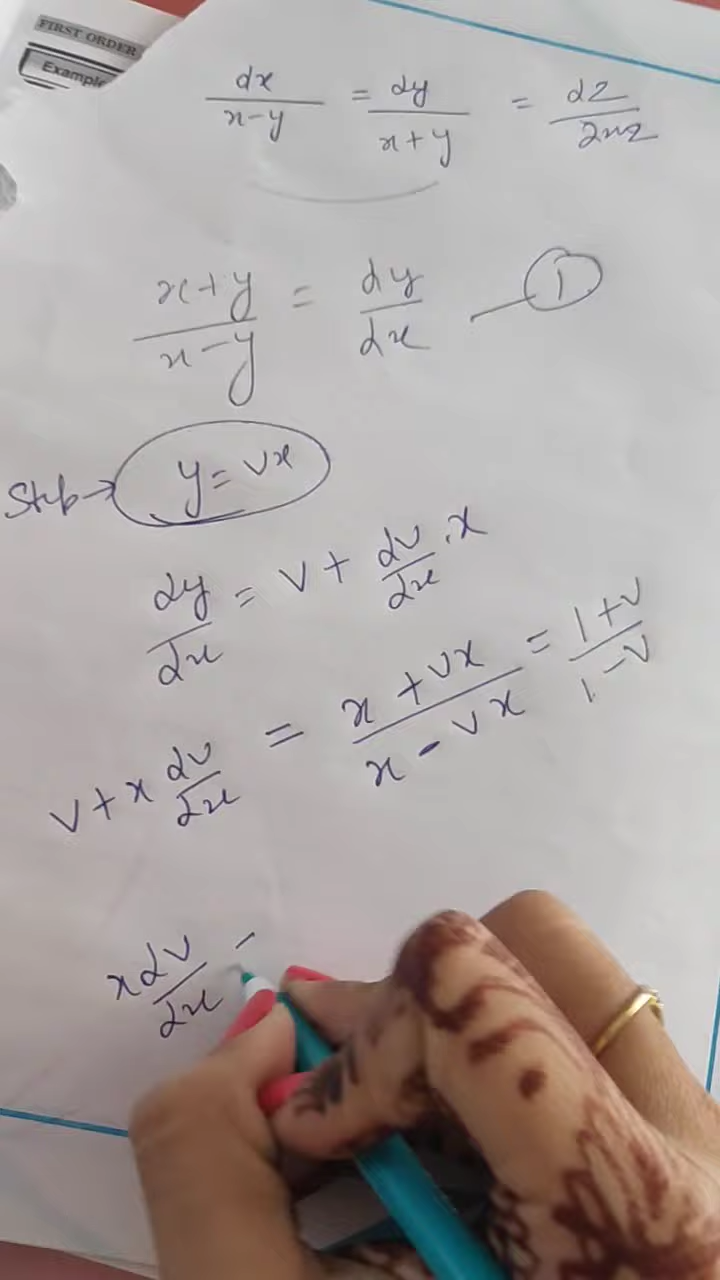 FIRST ORDER
Example
dx/(x-y) = dy/(x+y) = dz/(2xz)
(x+y)/(x-y) = dy/dx — ①
Step → y = vx
dy/dx = v + dv/dx . x
v + x dv/dx = (x + vx)/(x - vx) = (1+v)/(1-v)
x dv/dx =